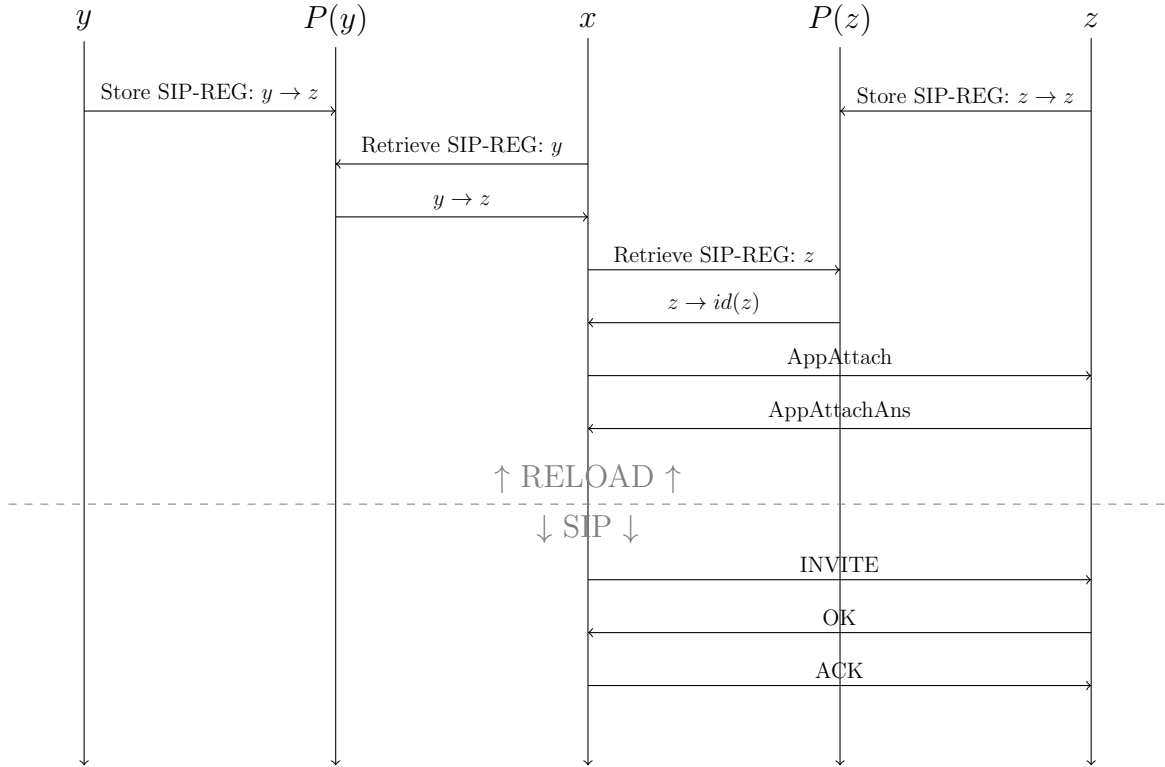 y P(y) x P(z) z
Store SIP-REG: y → z
Store SIP-REG: z → z
Retrieve SIP-REG: y
y → z
Retrieve SIP-REG: z
z → id(z)
AppAttach
AppAttachAns
↑ RELOAD ↑
↓ SIP ↓
INVITE
OK
ACK